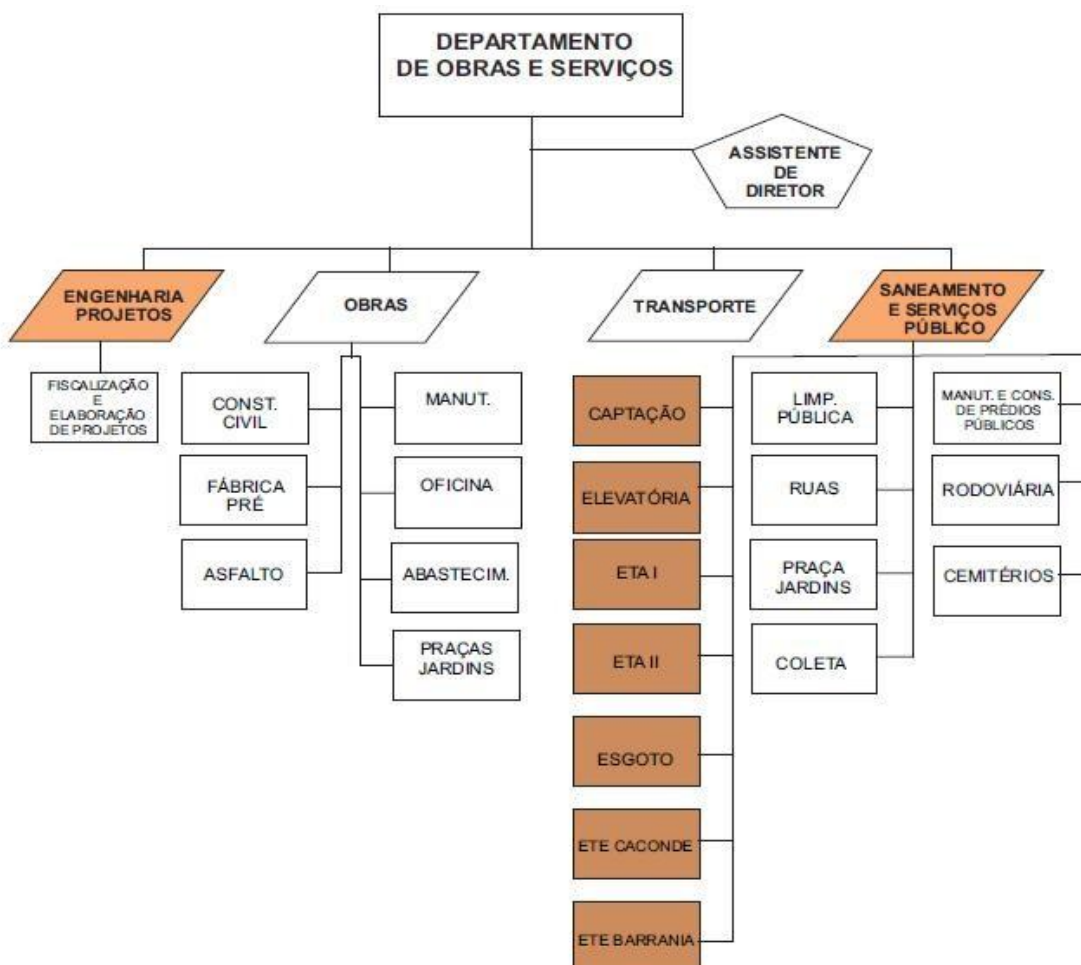 DEPARTAMENTO
DE OBRAS E SERVIÇOS
ASSISTENTE
DE
DIRETOR
ENGENHARIA
PROJETOS
OBRAS
TRANSPORTE
SANEAMENTO
E SERVIÇOS
PÚBLICO
FISCALIZAÇÃO
E
ELABORAÇÃO
DE PROJETOS
CONST.
CIVIL
FÁBRICA
PRÉ
ASFALTO
MANUT.
OFICINA
ABASTECIM.
PRAÇAS
JARDINS
CAPTAÇÃO
ELEVATÓRIA
ETA I
ETA II
ESGOTO
ETE CACONDE
ETE BARRANIA
LIMP.
PÚBLICA
RUAS
PRAÇA
JARDINS
COLETA
MANUT. E CONS.
DE PRÉDIOS
PÚBLICOS
RODOVIÁRIA
CEMITÉRIOS